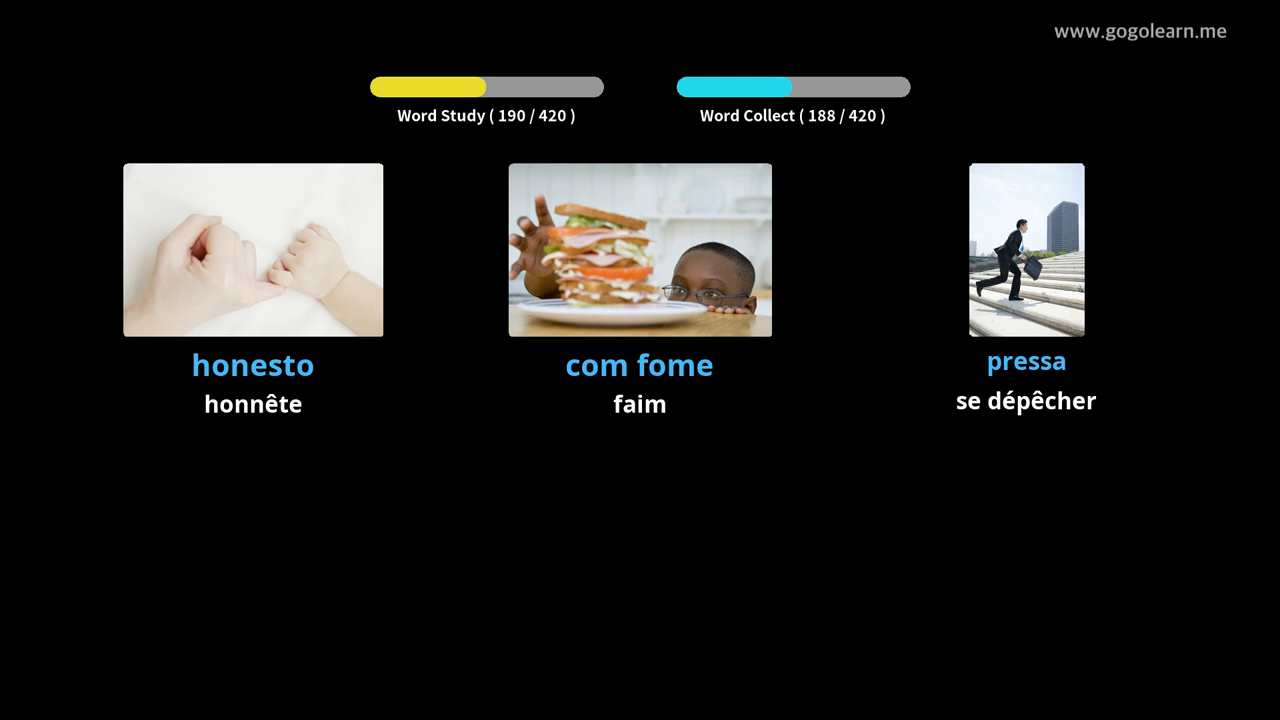 www.gogolearn.me
Word Study ( 190 / 420 )
Word Collect ( 188 / 420 )
honesto
honnête
com fome
faim
pressa
se dépêcher